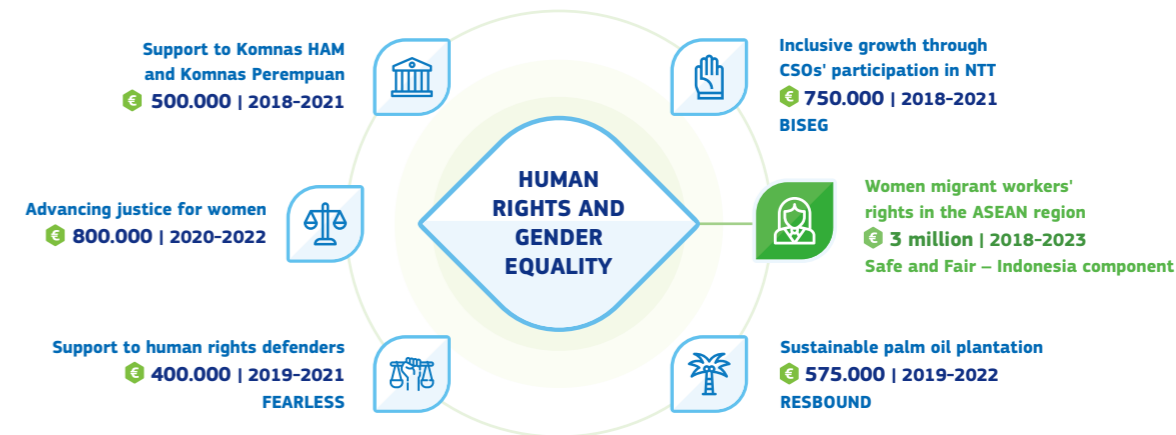 Support to Komnas HAM
and Komnas Perempuan
€ 500.000 | 2018-2021
Advancing justice for women
€ 800.000 | 2020-2022
Support to human rights defenders
€ 400.000 | 2019-2021
FEARLESS
HUMAN
RIGHTS AND
GENDER
EQUALITY
Inclusive growth through
CSOs' participation in NTT
€ 750.000 | 2018-2021
BISEG
Women migrant workers'
rights in the ASEAN region
€ 3 million | 2018-2023
Safe and Fair – Indonesia component
Sustainable palm oil plantation
€ 575.000 | 2019-2022
RESBOUND